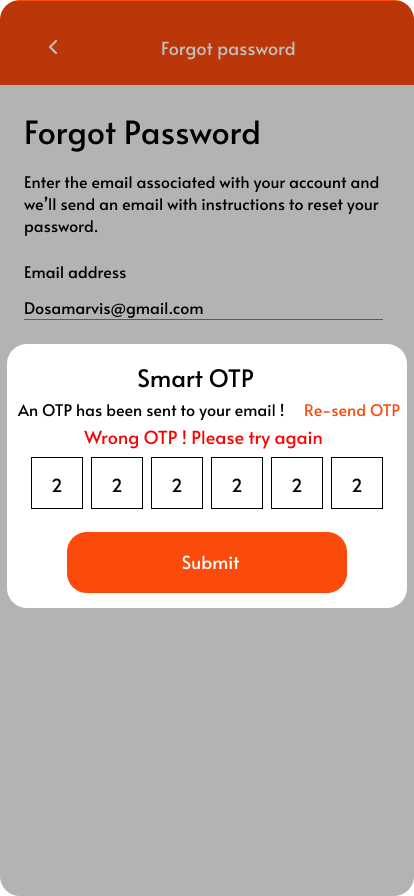 Forgot password
Forgot Password
Enter the email associated with your account and
we’ll send an email with instructions to reset your
password.
Email address
Dosamarvis@gmail.com
Smart OTP
An OTP has been sent to your email ! Re-send OTP
Wrong OTP ! Please try again
2 2 2 2 2 2
Submit